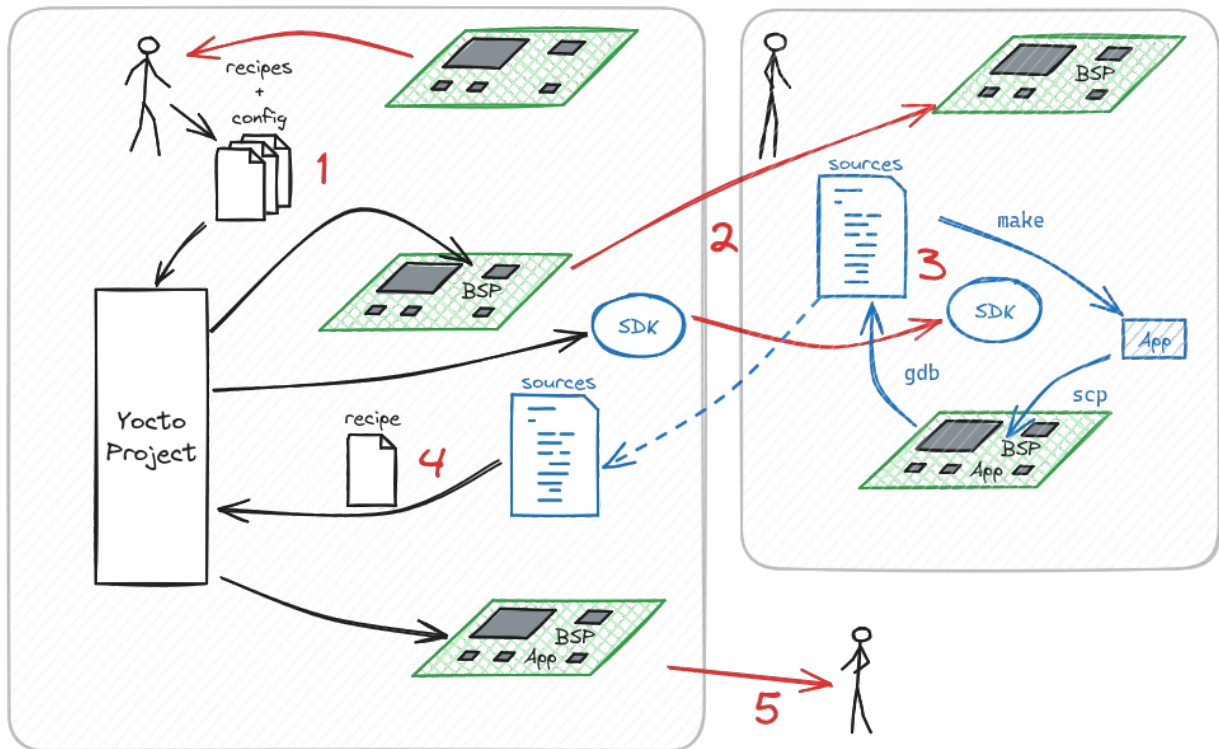 recipes
+
config
1
BSP
SDK
Yocto
Project
recipe
sources
4
BSP
App
2
BSP
sources
make
3
SDK
App
gdb
scp
BSP
App
5